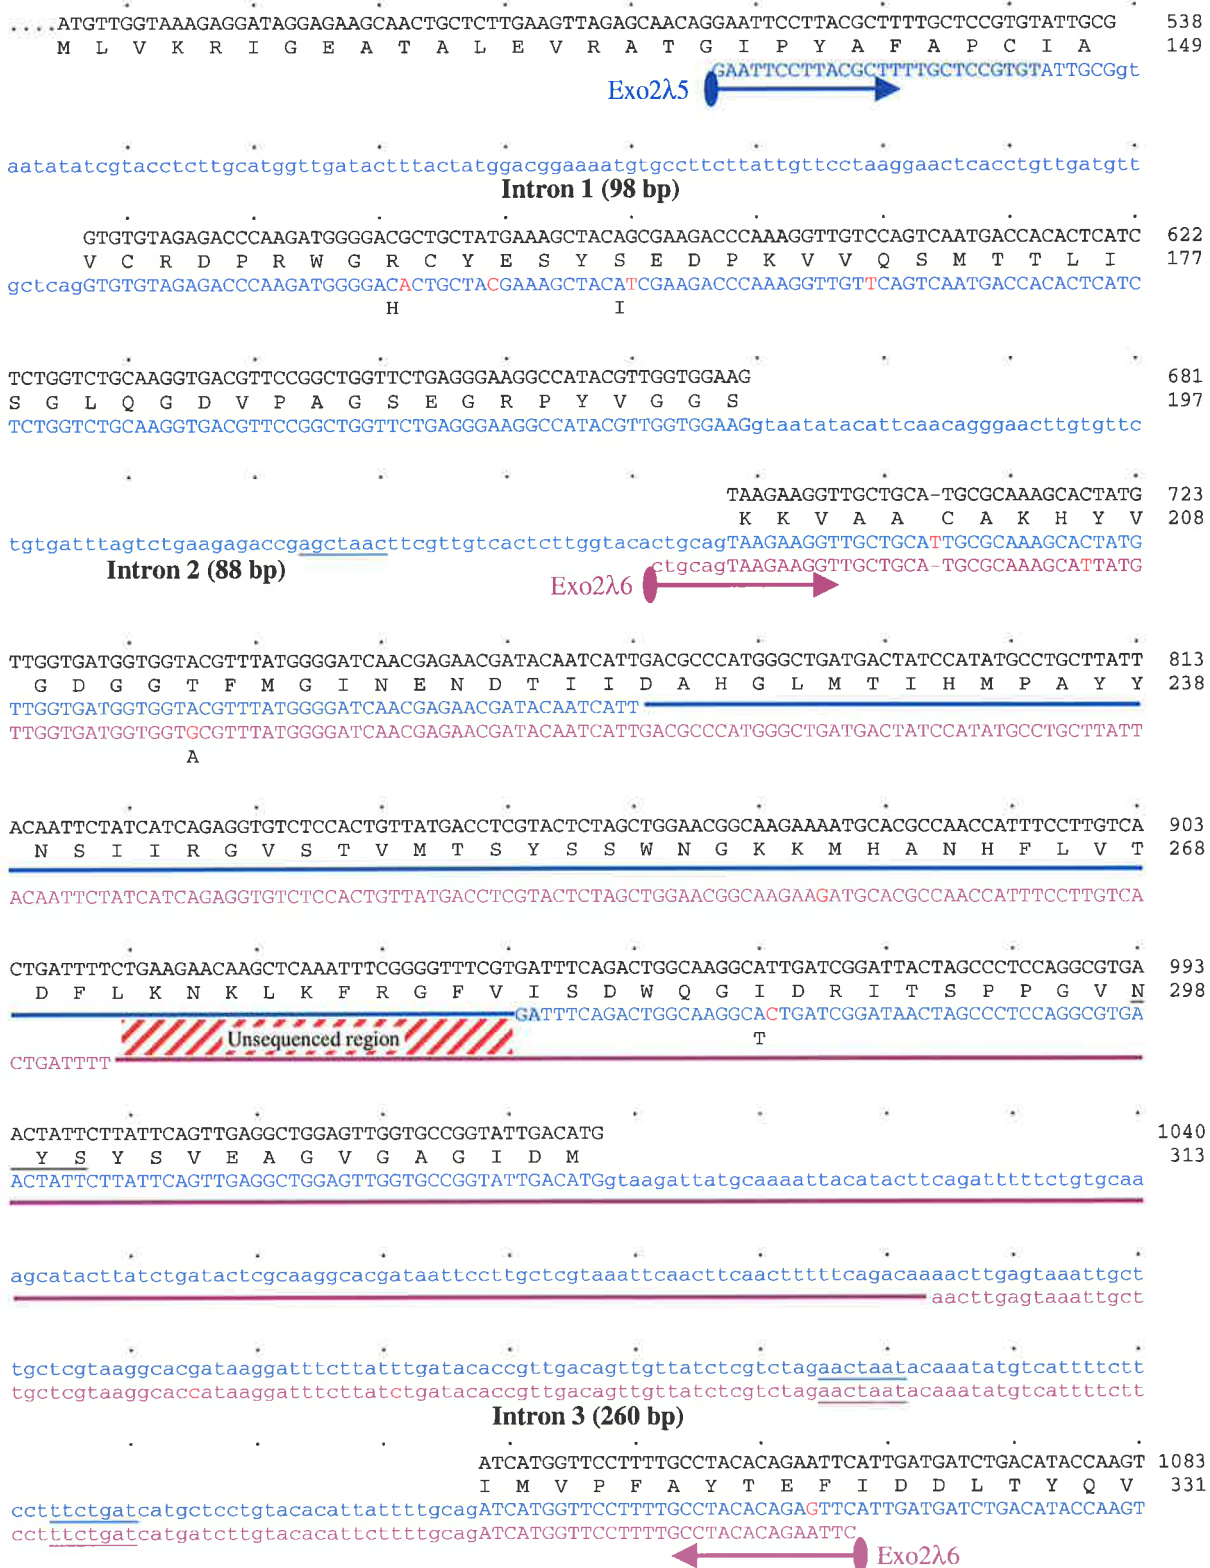 ....ATGTTGGTAAAGAGGATAGGAGAAGCAACTGCTCTTGAAGTTAGAGCAACAGGAATTCCTTACGCTTTTGCTCCGTGTATTGCG 538
M L V K R I G E A T A L E V R A T G I P Y A F A P C I A 149
GAATTCCTTACGCTTTTGCTCCGTGTATTGCGgt
Exo2λ5
aatatatcgtacctcttgcatggttgatactttactatggacggaaaatgtgccttcttattgttcctaaggaactcacctgttgatgtt
Intron 1 (98 bp)
GTGTGTAGAGACCCAAGATGGGGACGCTGCTATGAAAGCTACAGCGAAGACCCAAAGGTTGTCCAGTCAATGACCACACTCATC 622
V C R D P R W G R C Y E S Y S E D P K V V Q S M T T L I 177
gctcagGTGTGTAGAGACCCAAGATGGGGACACTGCTACGAAAGCTACATCGAAGACCCAAAGGTTGTTCAGTCAATGACCACACTCATC
H I
TCTGGTCTGCAAGGTGACGTTCCGGCTGGTTCTGAGGGAAGGCCATACGTTGGTGGAAG 681
S G L Q G D V P A G S E G R P Y V G G S 197
TCTGGTCTGCAAGGTGACGTTCCGGCTGGTTCTGAGGGAAGGCCATACGTTGGTGGAAGgtaatatacattcaacagggaacttgtgttc
TAAGAAGGTTGCTGCA-TGCGCAAAGCACTATG 723
K K V A A C A K H Y V 208
tgtgatttagtctgaagagaccgagctaacttcgttgtcactcttggtacactgcagTAAGAAGGTTGCTGCATTGCGCAAAGCACTATG
Intron 2 (88 bp)
ctgcagTAAGAAGGTTGCTGCA-TGCGCAAAGCATTATG
Exo2λ6
TTGGTGATGGTGGTACGTTTATGGGGATCAACGAGAACGATACAATCATTGACGCCCATGGGCTGATGACTATCCATATGCCTGCTTATT 813
G D G G T F M G I N E N D T I I D A H G L M T I H M P A Y Y 238
TTGGTGATGGTGGTACGTTTATGGGGATCAACGAGAACGATACAATCATT
TTGGTGATGGTGGTGCGTTTATGGGGATCAACGAGAACGATACAATCATTGACGCCCATGGGCTGATGACTATCCATATGCCTGCTTATT
A
ACAATTCTATCATCAGAGGTGTCTCCACTGTTATGACCTCGTACTCTAGCTGGAACGGCAAGAAAATGCACGCCAACCATTTCCTTGTCA 903
N S I I R G V S T V M T S Y S S W N G K K M H A N H F L V T 268
ACAATTCTATCATCAGAGGTGTCTCCACTGTTATGACCTCGTACTCTAGCTGGAACGGCAAGAAGATGCACGCCAACCATTTCCTTGTCA
CTGATTTTCTGAAGAACAAGCTCAAATTTCGGGGTTTCGTGATTTCAGACTGGCAAGGCATTGATCGGATTACTAGCCCTCCAGGCGTGA 993
D F L K N K L K F R G F V I S D W Q G I D R I T S P P G V N 298
GATTTCAGACTGGCAAGGCACTGATCGGATAACTAGCCCTCCAGGCGTGA
Unsequenced region
T
CTGATTTT
ACTATTCTTATTCAGTTGAGGCTGGAGTTGGTGCCGGTATTGACATG 1040
Y S Y S V E A G V G A G I D M 313
ACTATTCTTATTCAGTTGAGGCTGGAGTTGGTGCCGGTATTGACATGgtaagattatgcaaaattacatacttcagatttttctgtgcaa
agcatacttatctgatactcgcaaggcacgataattccttgctcgtaaattcaacttcaactttttcagacaaaacttgagtaaattgct
aacttgagtaaattgct
tgctcgtaaggcacgataaggatttcttatttgatacaccgttgacagttgttatctcgtctagaactaatacaaatatgtcattttctt
tgctcgtaaggcaccataaggatttcttatctgatacaccgttgacagttgttatctcgtctagaactaatacaaatatgtcattttctt
Intron 3 (260 bp)
ATCATGGTTCCTTTTGCCTACACAGAATTCATTGATGATCTGACATACCAAGT 1083
I M V P F A Y T E F I D D L T Y Q V 331
cctttctgatcatgctcctgtacacattattttgcagATCATGGTTCCTTTTGCCTACACAGAGTTCATTGATGATCTGACATACCAAGT
cctttctgatcatgatcttgtacacattcttttgcagATCATGGTTCCTTTTGCCTACACAGAATTC
Exo2λ6